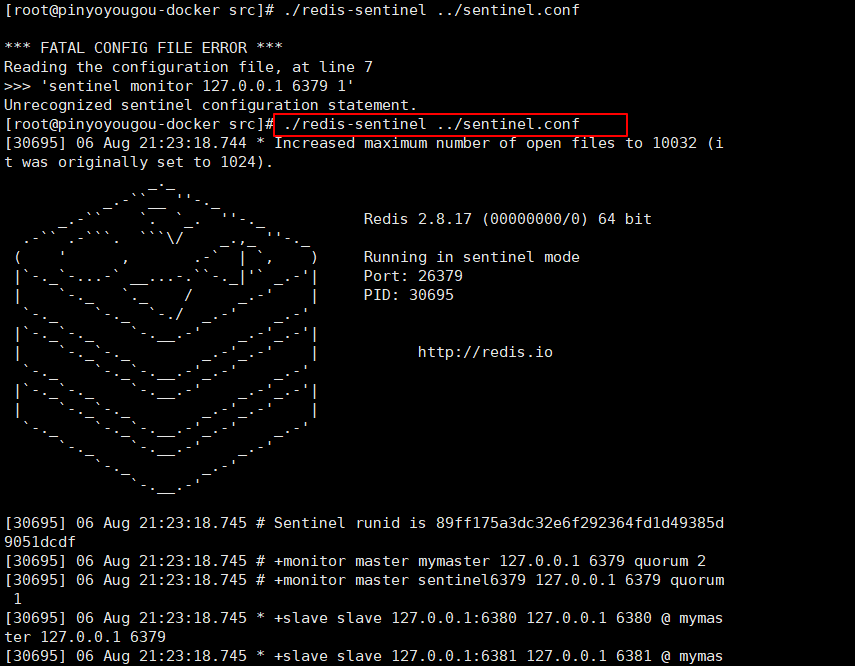 [root@pinyoyougou-docker src]# ./redis-sentinel ../sentinel.conf
*** FATAL CONFIG FILE ERROR ***
Reading the configuration file, at line 7
>>> 'sentinel monitor 127.0.0.1 6379 1'
Unrecognized sentinel configuration statement.
[root@pinyoyougou-docker src]# ./redis-sentinel ../sentinel.conf
[30695] 06 Aug 21:23:18.744 * Increased maximum number of open files to 10032 (i
t was originally set to 1024).
Redis 2.8.17 (00000000/0) 64 bit
Running in sentinel mode
Port: 26379
PID: 30695
http://redis.io
[30695] 06 Aug 21:23:18.745 # Sentinel runid is 89ff175a3dc32e6f292364fd1d49385d
9051dcdf
[30695] 06 Aug 21:23:18.745 # +monitor master mymaster 127.0.0.1 6379 quorum 2
[30695] 06 Aug 21:23:18.745 # +monitor master sentinel6379 127.0.0.1 6379 quorum
1
[30695] 06 Aug 21:23:18.745 * +slave slave 127.0.0.1:6380 127.0.0.1 6380 @ mymas
ter 127.0.0.1 6379
[30695] 06 Aug 21:23:18.745 * +slave slave 127.0.0.1:6381 127.0.0.1 6381 @ mymas